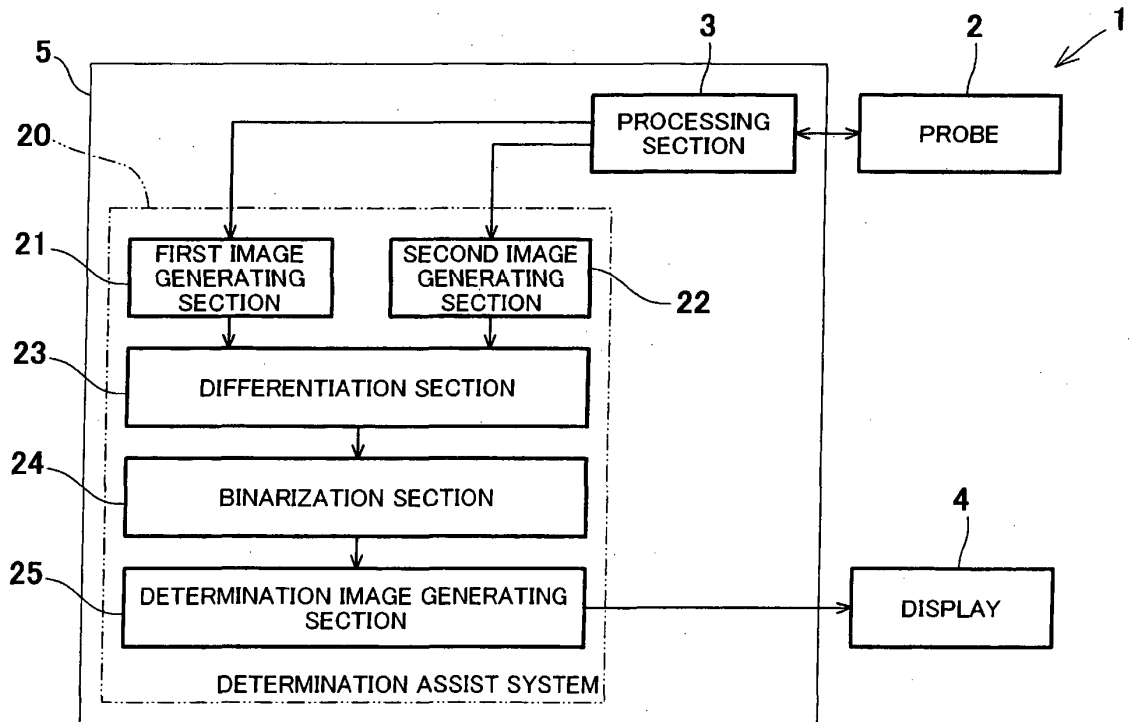 1
3
2
5
PROCESSING
SECTION
PROBE
20
21
FIRST IMAGE
GENERATING
SECTION
SECOND IMAGE
GENERATING
SECTION
22
23
DIFFERENTIATION SECTION
24
BINARIZATION SECTION
4
25
DETERMINATION IMAGE GENERATING
SECTION
DISPLAY
DETERMINATION ASSIST SYSTEM